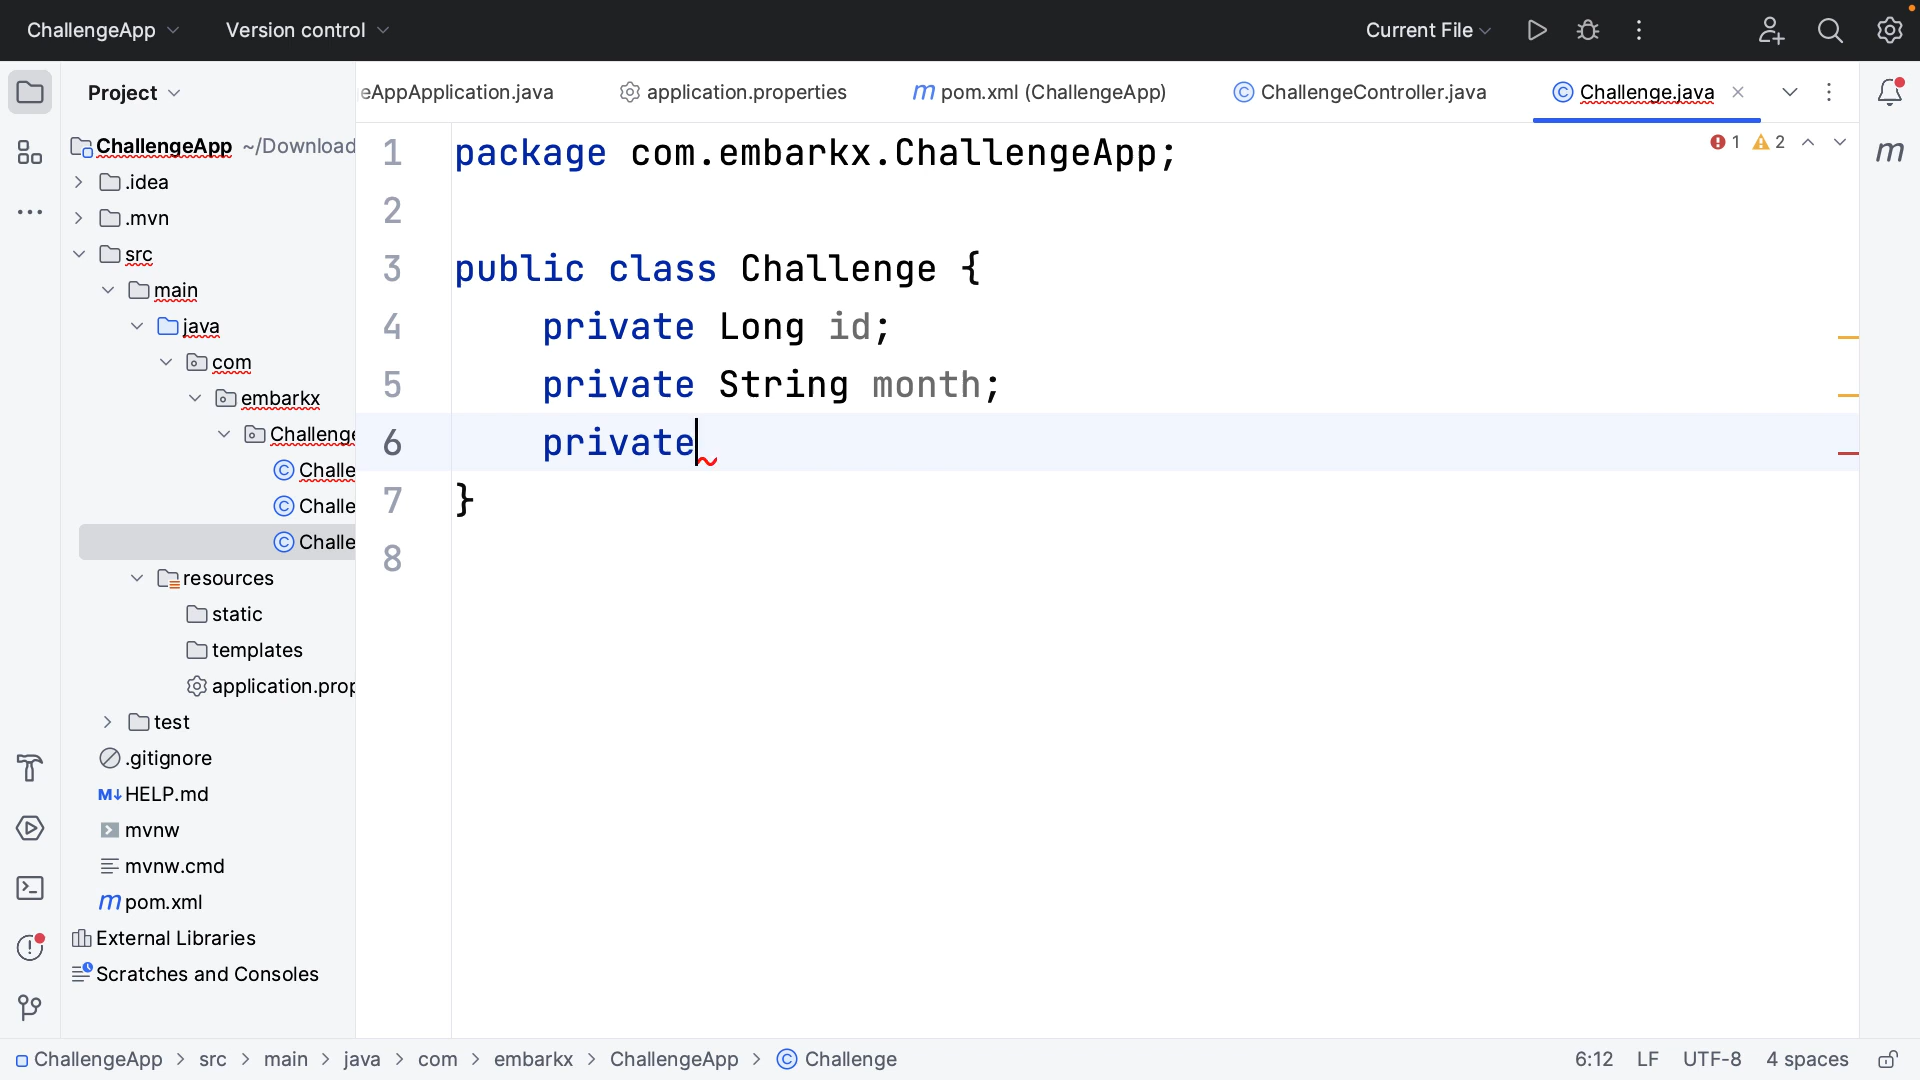 ChallengeApp
Version control
Current File
Project
eAppApplication.java
application.properties
m pom.xml (ChallengeApp)
C ChallengeController.java
C Challenge.java
m
ChallengeApp ~/Download
.idea
.mvn
src
main
java
com
embarkx
Challenge
C Challe
C Challe
C Challe
resources
static
templates
application.prop
test
.gitignore
M↓ HELP.md
mvnw
mvnw.cmd
m pom.xml
External Libraries
Scratches and Consoles
1 package com.embarkx.ChallengeApp;
2
3 public class Challenge {
4 private Long id;
5 private String month;
6 private
7 }
8
1 2
ChallengeApp > src > main > java > com > embarkx > ChallengeApp > C Challenge
6:12 LF UTF-8 4 spaces